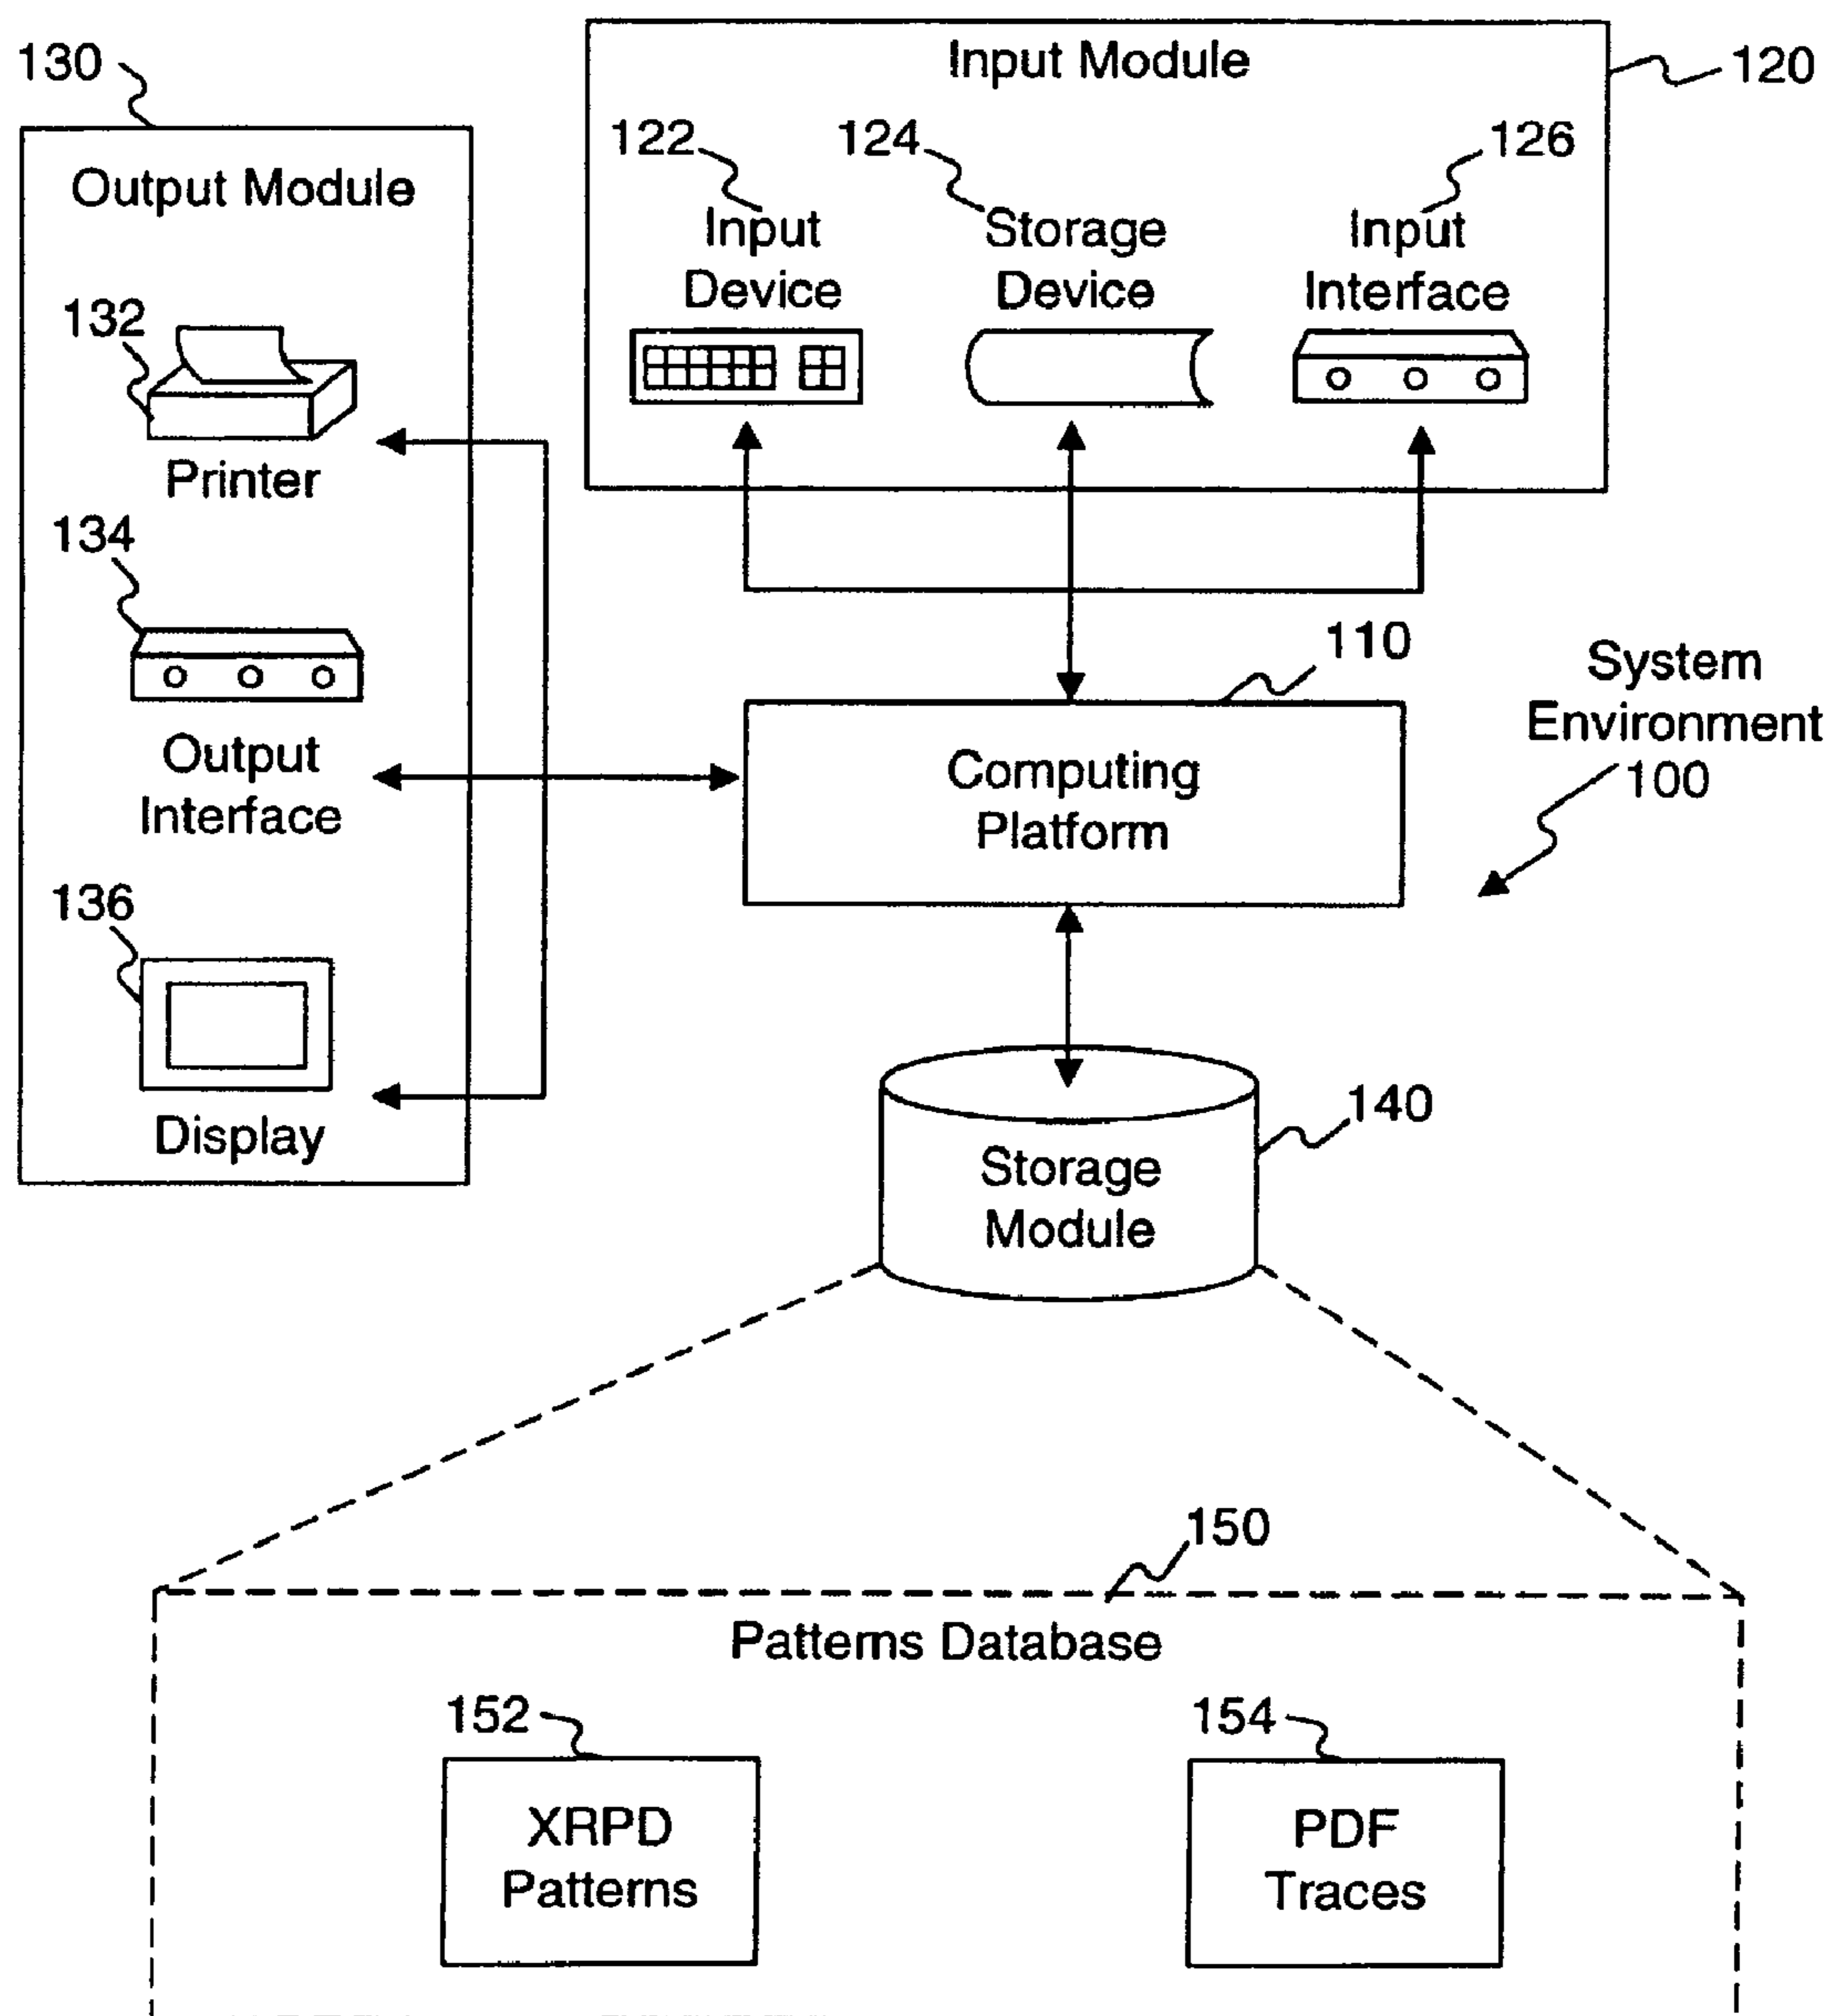 130
Output Module
132
Printer
134
Output
Interface
136
Display
Input Module
120
122
124
126
Input
Device
Storage
Device
Input
Interface
110
Computing
Platform
System
Environment
100
140
Storage
Module
150
Patterns Database
152
XRPD
Patterns
154
PDF
Traces